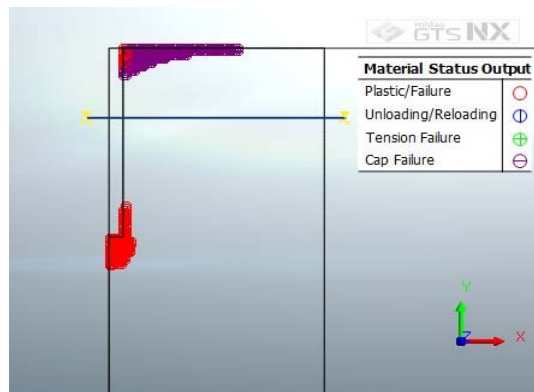 midas
GTS NX
Material Status Output
Plastic/Failure
Unloading/Reloading
Tension Failure
Cap Failure
Y
Z
X